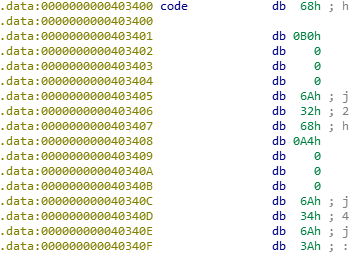 .data:0000000000403400 code db 68h ; h
.data:0000000000403400
.data:0000000000403401 db 0B0h
.data:0000000000403402 db 0
.data:0000000000403403 db 0
.data:0000000000403404 db 0
.data:0000000000403405 db 6Ah ; j
.data:0000000000403406 db 32h ; 2
.data:0000000000403407 db 68h ; h
.data:0000000000403408 db 0A4h
.data:0000000000403409 db 0
.data:000000000040340A db 0
.data:000000000040340B db 0
.data:000000000040340C db 6Ah ; j
.data:000000000040340D db 34h ; 4
.data:000000000040340E db 6Ah ; j
.data:000000000040340F db 3Ah ; :